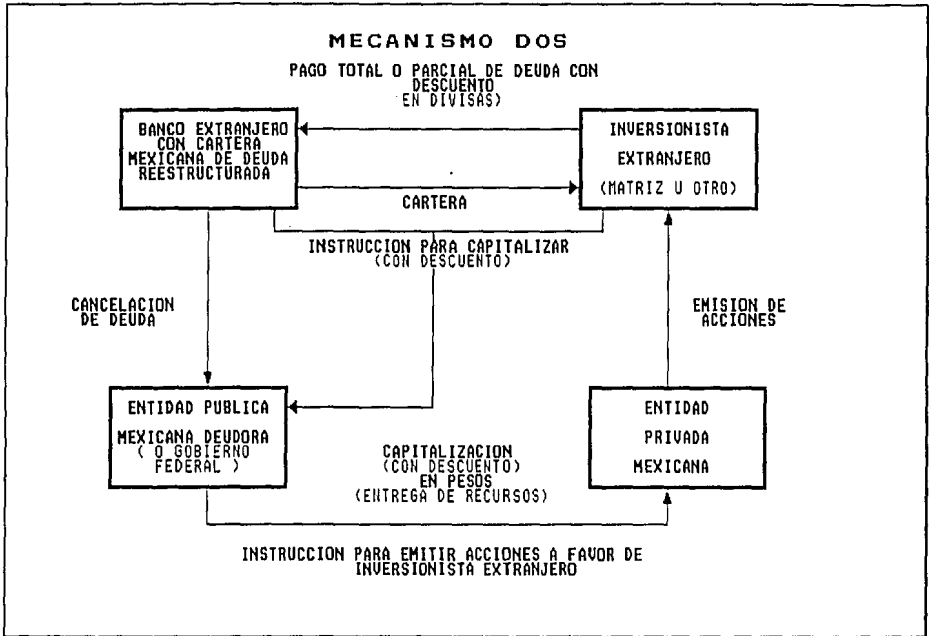 MECANISMO DOS
PAGO TOTAL O PARCIAL DE DEUDA CON
DESCUENTO
EN DIVISAS)
BANCO EXTRANJERO
CON CARTERA
MEXICANA DE DEUDA
REESTRUCTURADA
INVERSIONISTA
EXTRANJERO
(MATRIZ U OTRO)
CARTERA
INSTRUCCION PARA CAPITALIZAR
(CON DESCUENTO)
CANCELACION
DE DEUDA
EMISION DE
ACCIONES
ENTIDAD PUBLICA
MEXICANA DEUDORA
( O GOBIERNO
FEDERAL )
CAPITALIZACION
(CON DESCUENTO)
EN PESOS
(ENTREGA DE RECURSOS)
ENTIDAD
PRIVADA
MEXICANA
INSTRUCCION PARA EMITIR ACCIONES A FAVOR DE
INVERSIONISTA EXTRANJERO